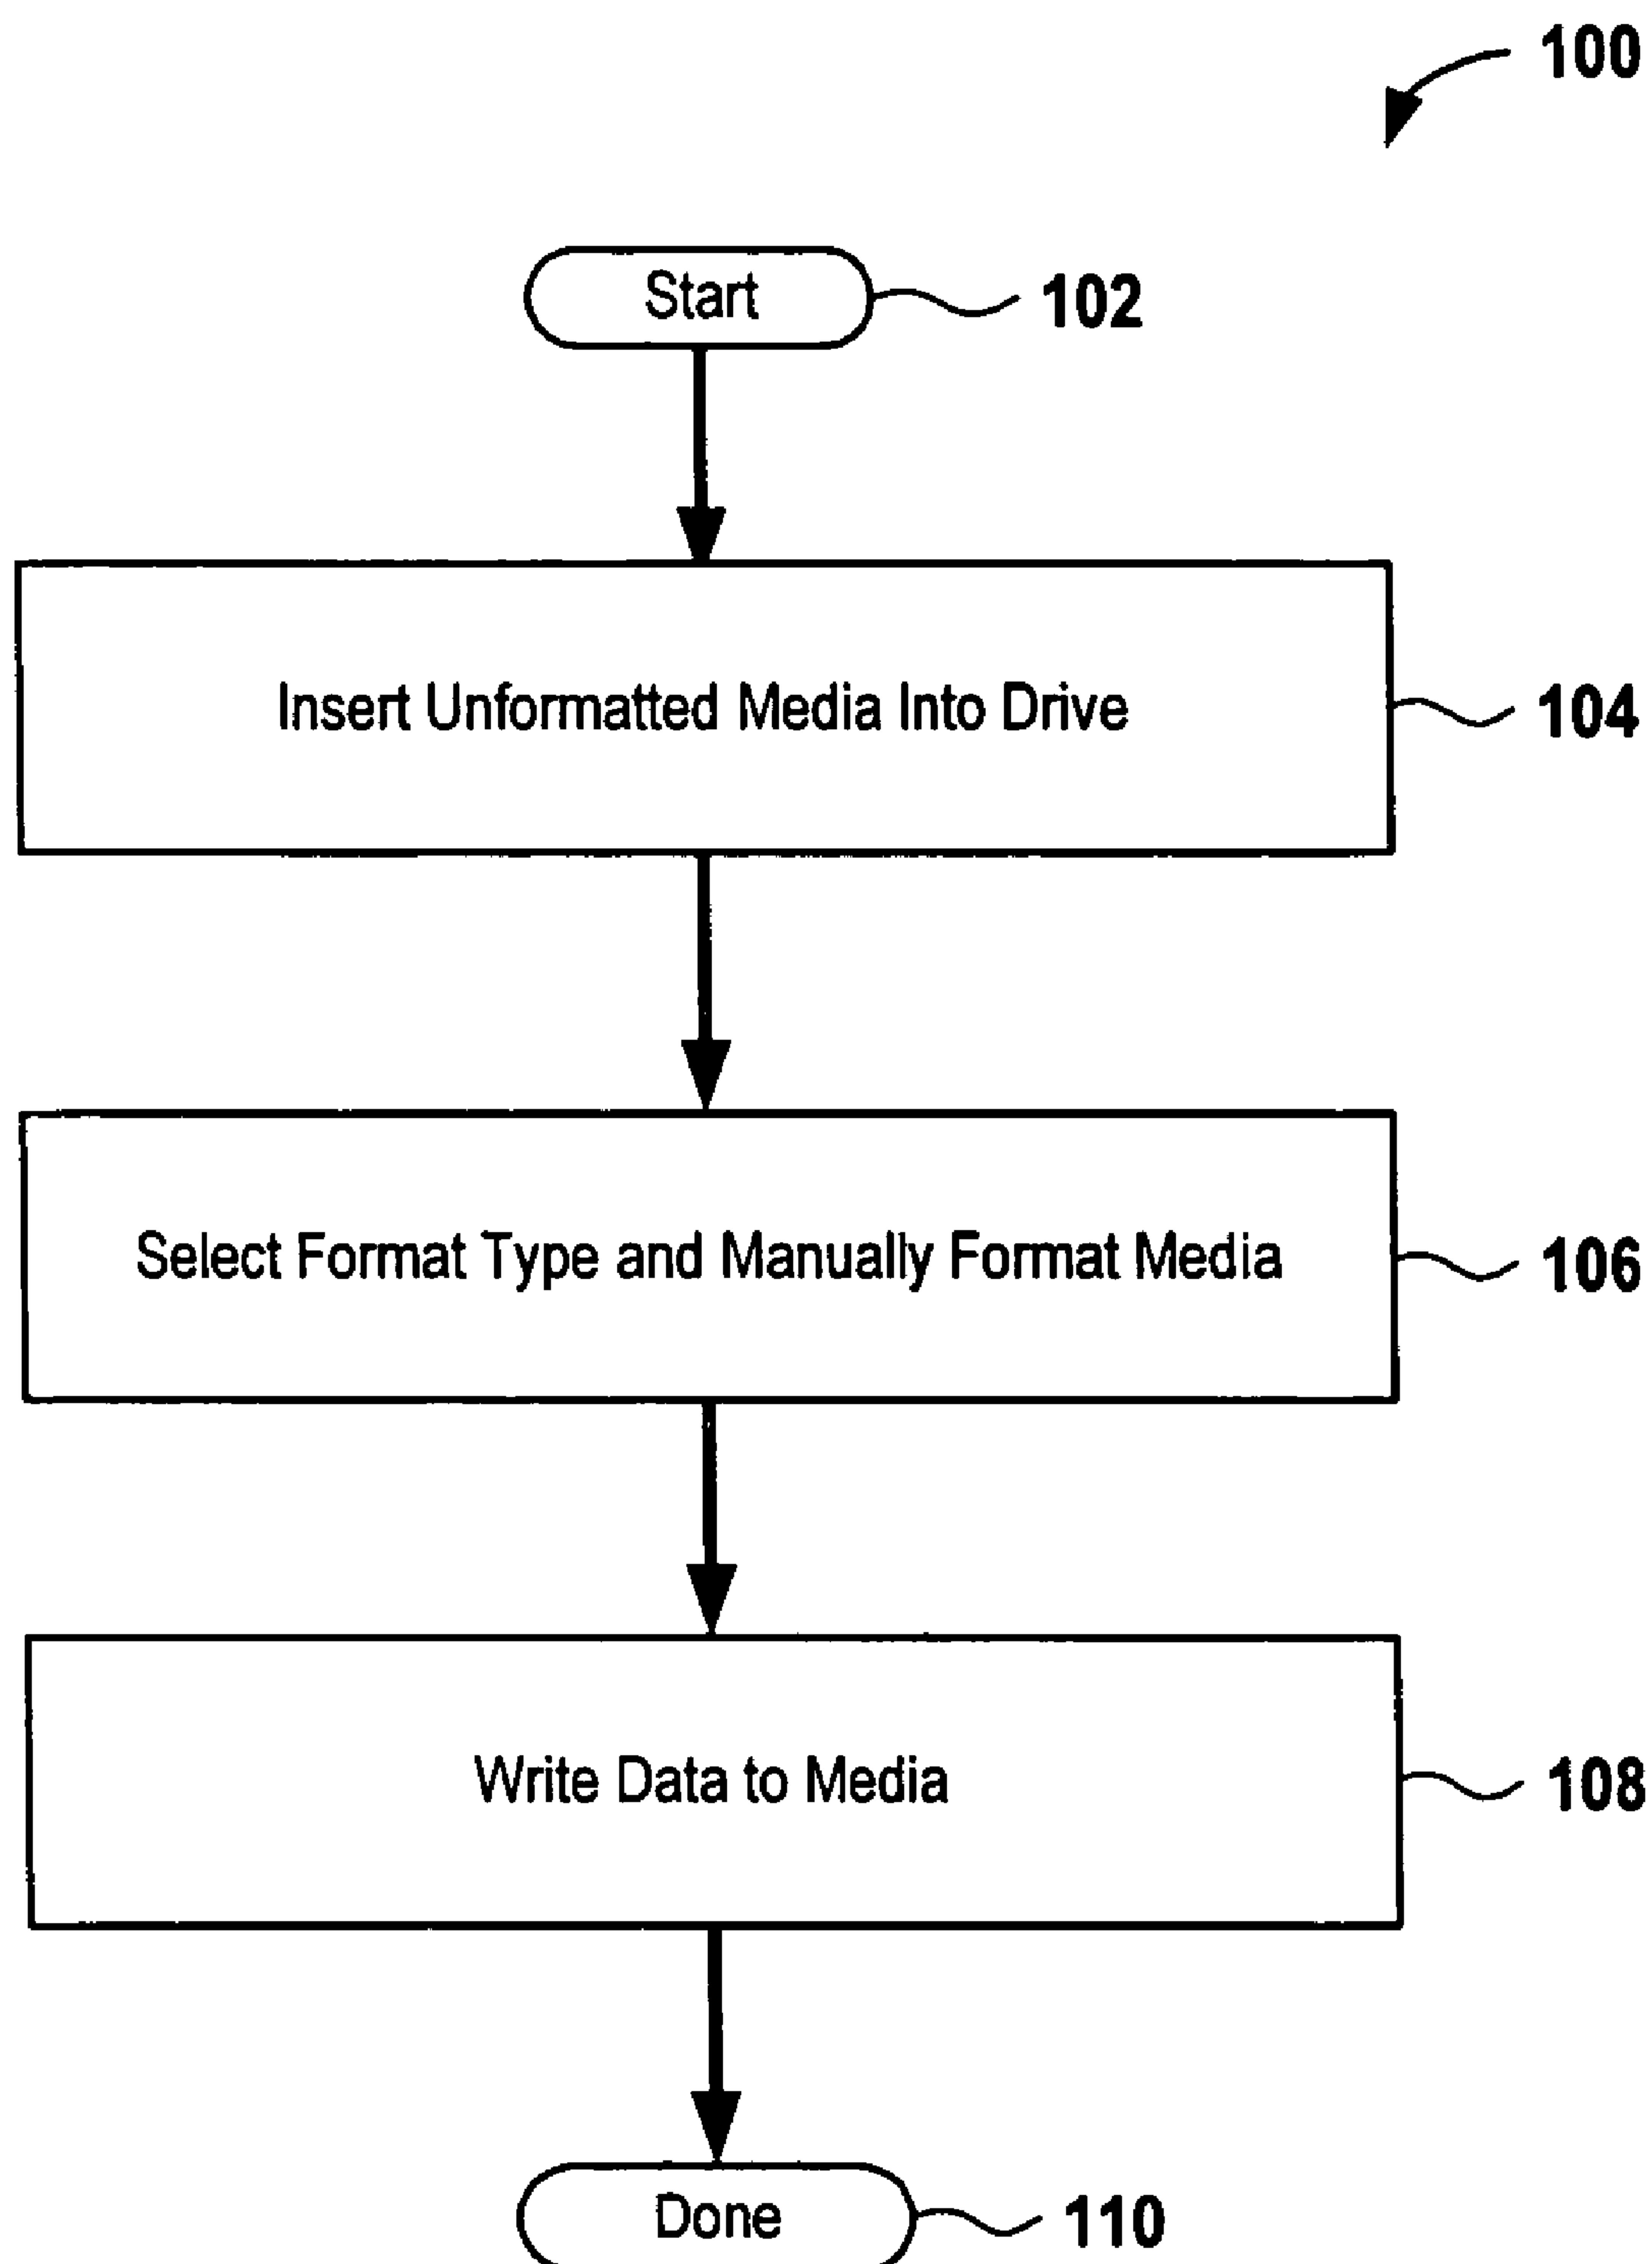 100
Start
102
Insert Unformatted Media Into Drive
104
Select Format Type and Manually Format Media
106
Write Data to Media
108
Done
110